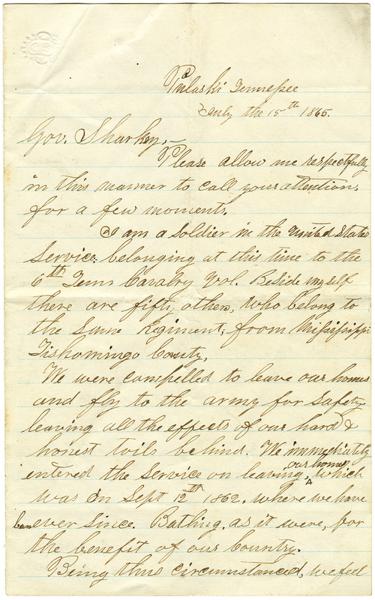 Pulaski Tennessee
July the 15th 1865.
Gov. Sharkey,—
Please allow me respectfully
in this manner to call your attention,
for a few moments.
I am a soldier in the United States
Service, belonging at this time to the
6th Tenn Cavalry Vol. Beside myself
there are fifty others, who belong to
the same Regiment, from Mississippi
Tishomingo County,
We were compelled to leave our homes
and fly to the army for Safety
leaving all the effects of our hard &
honest toils behind. We immediately
entered the Service on leaving our homes, which
was on Sept 12th 1862. where we have
been ever since. Bathing, as it were, for
the benefit of our Country.
Being thus circumstanced, we feel